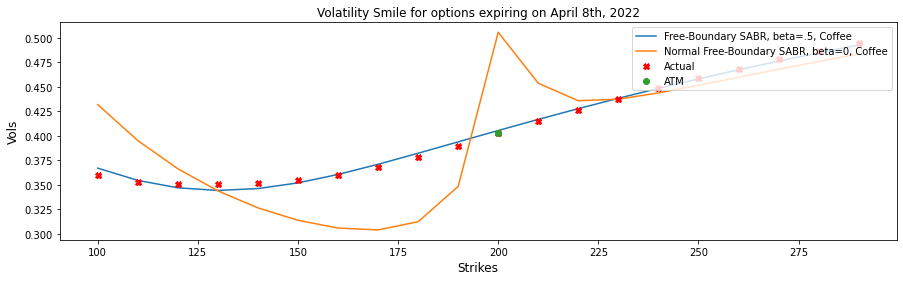 Volatility Smile for options expiring on April 8th, 2022
Free-Boundary SABR, beta=.5, Coffee
Normal Free-Boundary SABR, beta=0, Coffee
Actual
ATM
Vols
0.500
0.475
0.450
0.425
0.400
0.375
0.350
0.325
0.300
100 125 150 175 200 225 250 275
Strikes